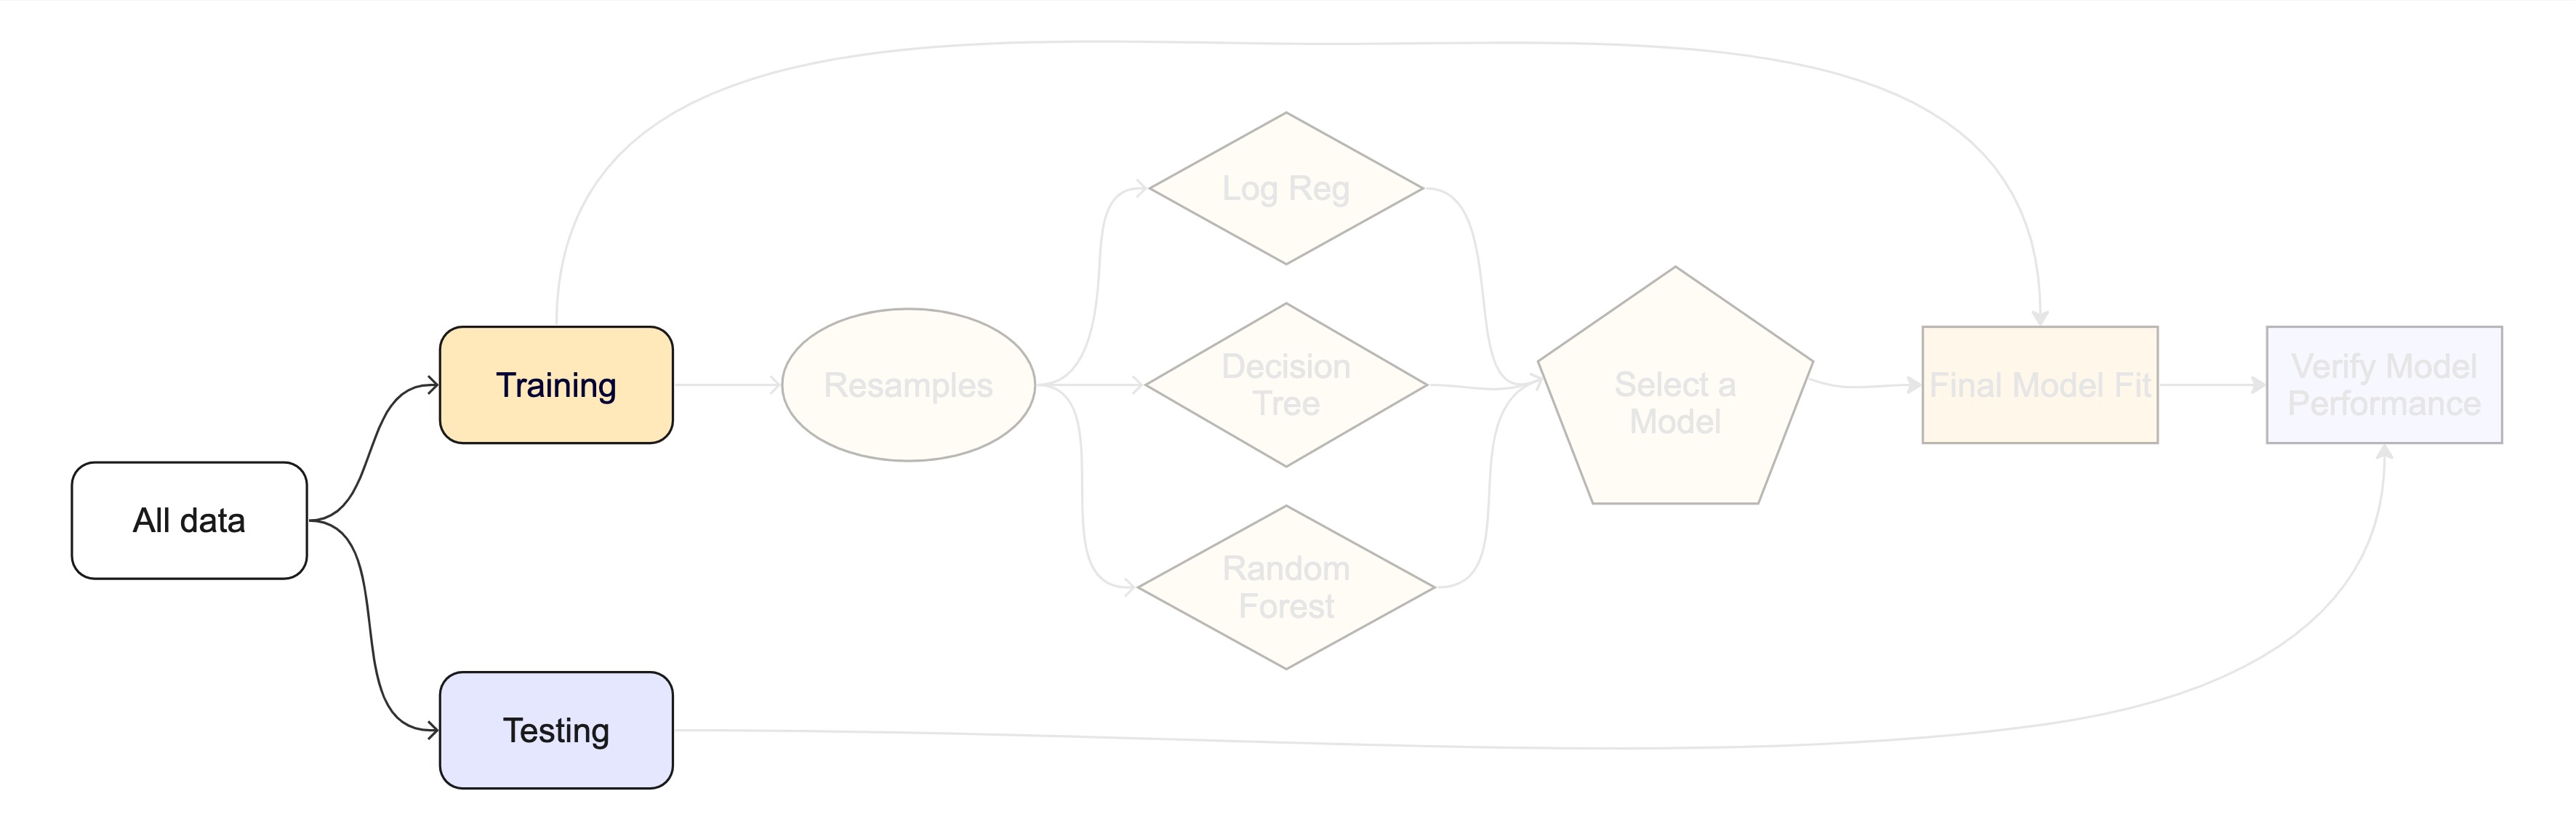 All data
Training
Testing
Resamples
Log Reg
Decision
Tree
Random
Forest
Select a
Model
Final Model Fit
Verify Model
Performance